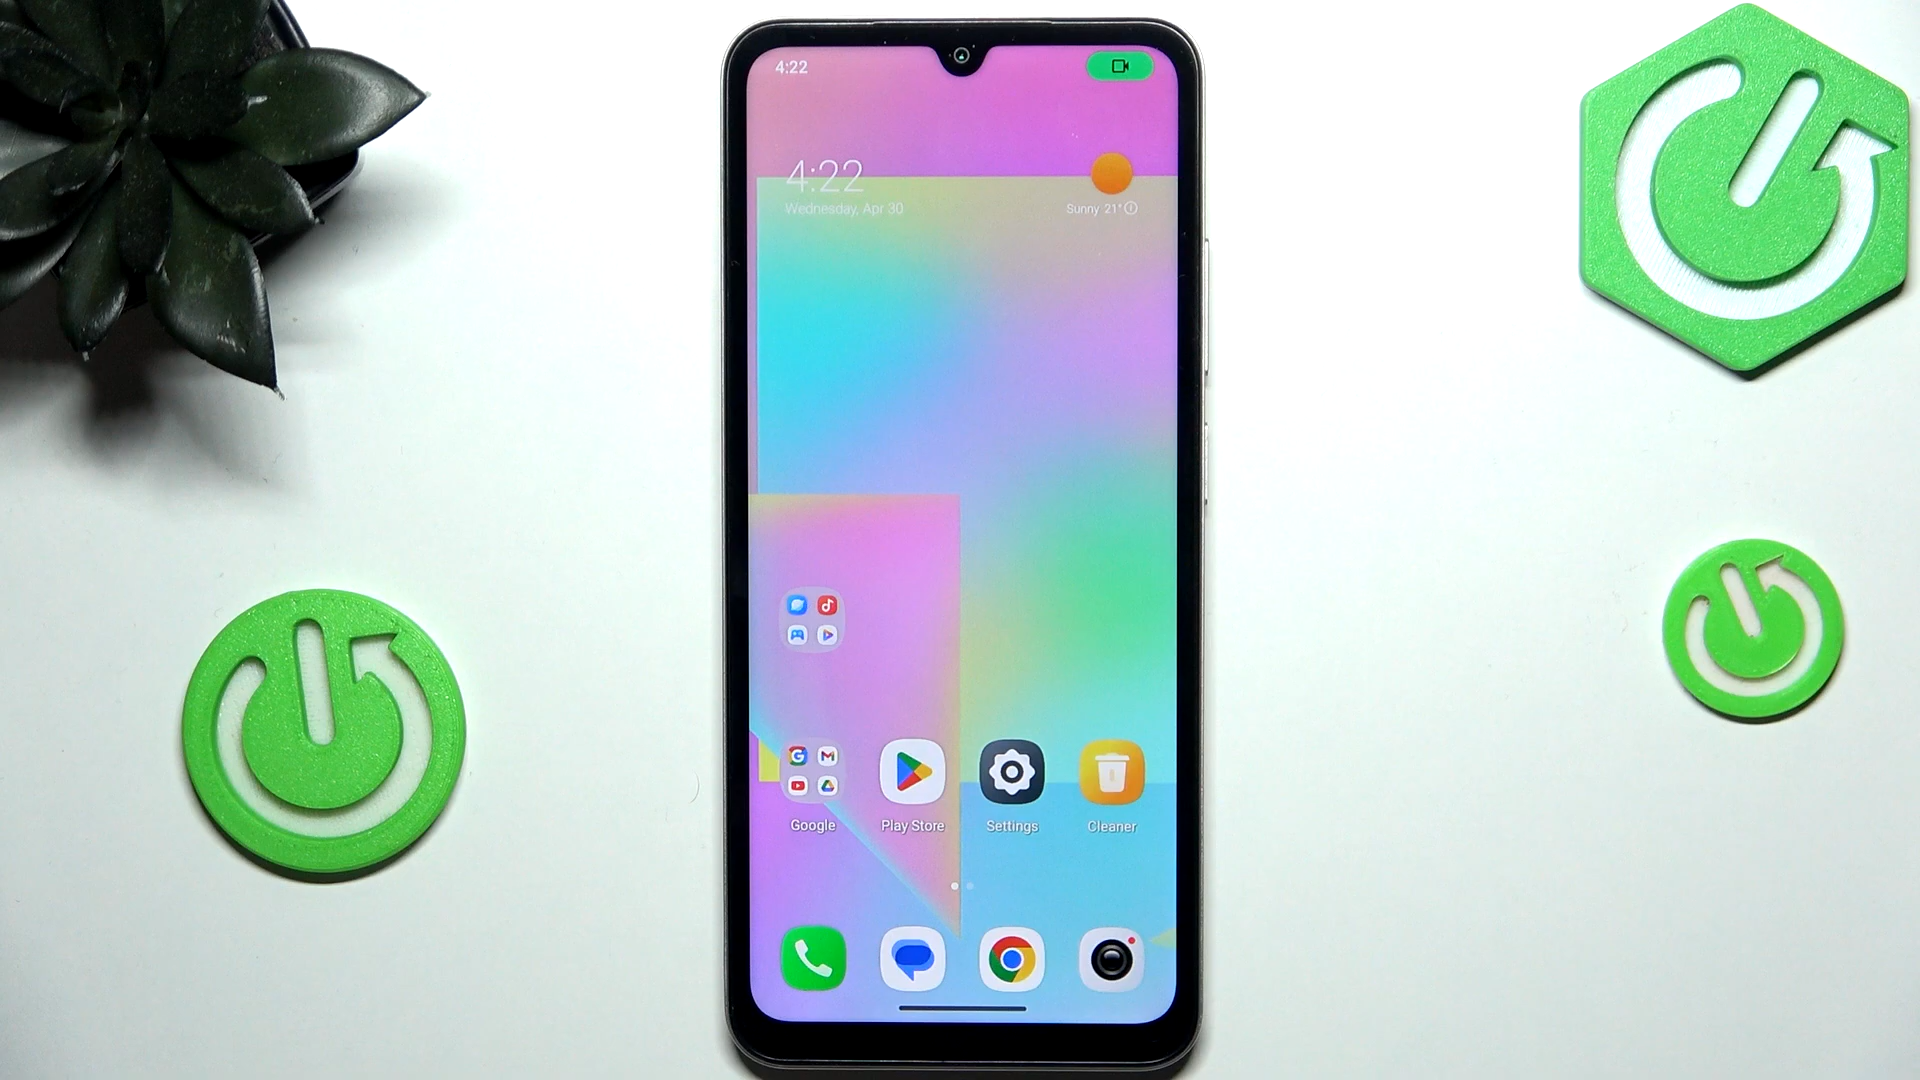 4:22
4:22
Wednesday, Apr 30
Sunny 21°
Google
Play Store
Settings
Cleaner